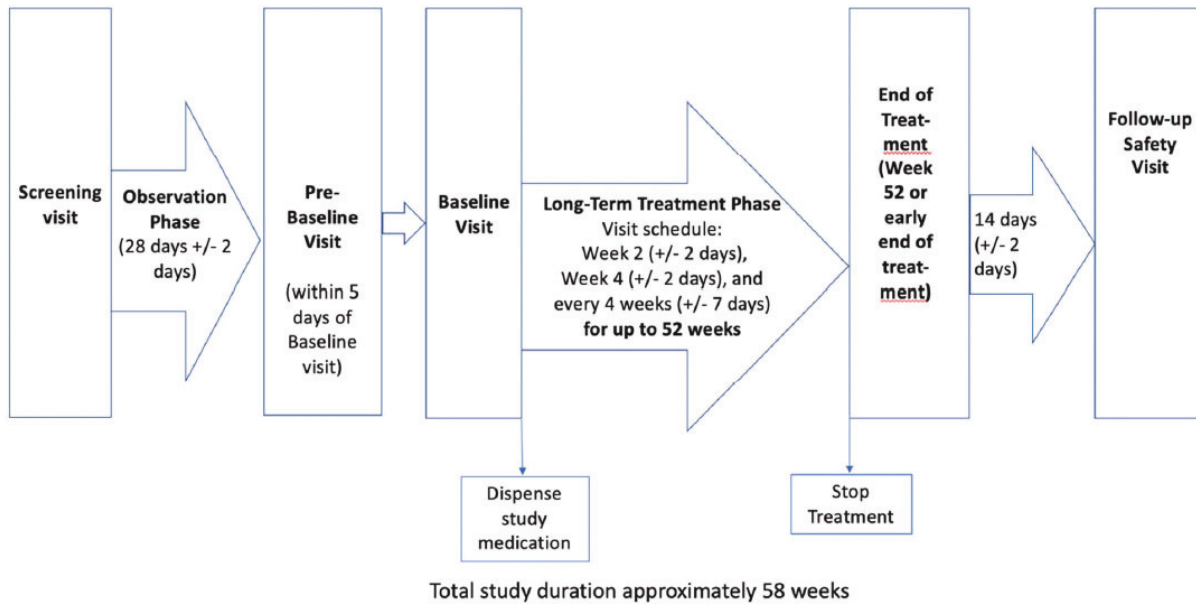 Screening
visit
Observation
Phase
(28 days +/- 2
days)
Pre-
Baseline
Visit
(within 5
days of
Baseline
visit)
Baseline
Visit
Long-Term Treatment Phase
Visit schedule:
Week 2 (+/- 2 days),
Week 4 (+/- 2 days), and
every 4 weeks (+/- 7 days)
for up to 52 weeks
End of
Treat-
ment
(Week
52 or
early
end of
treat-
ment)
14 days
(+/- 2
days)
Follow-up
Safety
Visit
Dispense
study
medication
Stop
Treatment
Total study duration approximately 58 weeks